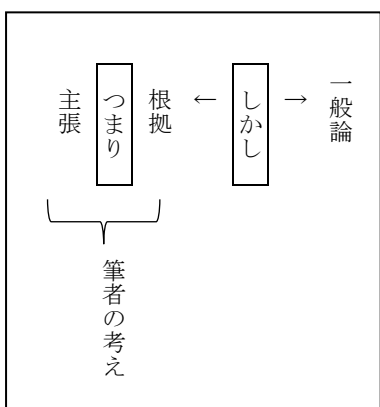 一般論
→
しかし
←
根拠
つまり
主張
筆者の考え